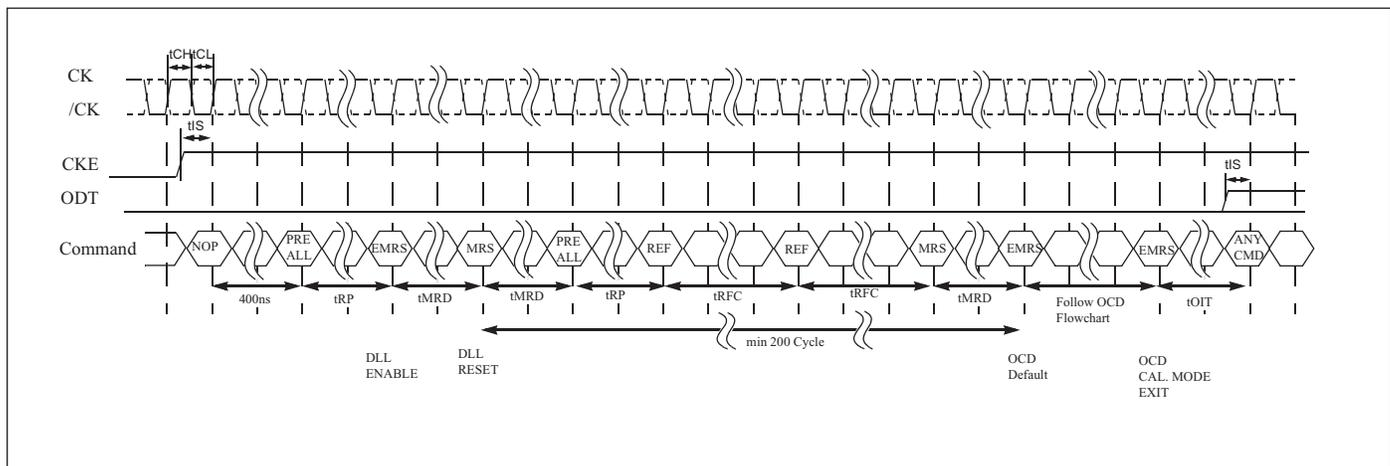 tCH tCL
CK
/CK
tIS
CKE
tIS
ODT
Command
NOP
PRE
ALL
EMRS
MRS
PRE
ALL
REF
REF
MRS
EMRS
EMRS
ANY
CMD
400ns
tRP
tMRD
tMRD
tRP
tRFC
tRFC
tMRD
Follow OCD
Flowchart
tOIT
min 200 Cycle
DLL
ENABLE
DLL
RESET
OCD
Default
OCD
CAL. MODE
EXIT